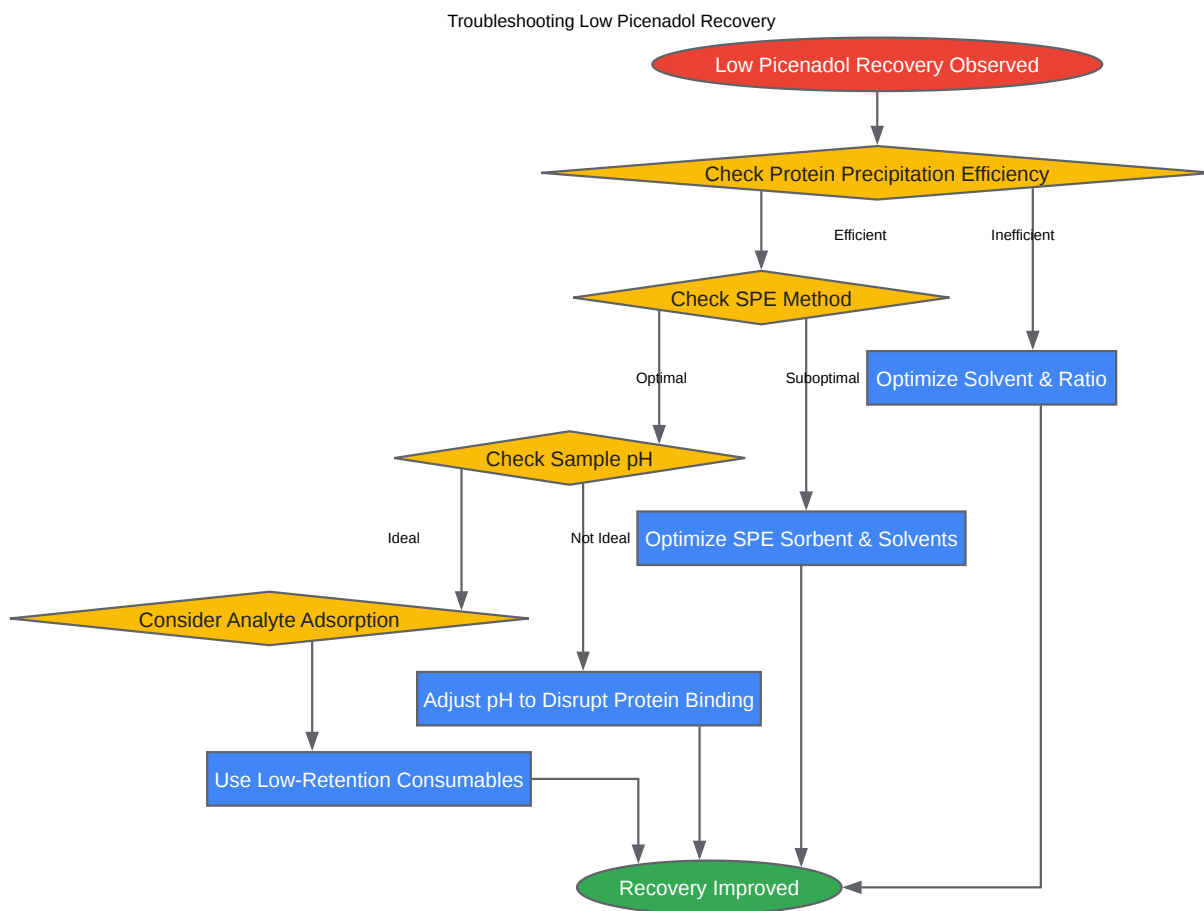 Troubleshooting Low Picenadol Recovery
Low Picenadol Recovery Observed
Check Protein Precipitation Efficiency
Efficient
Inefficient
Check SPE Method
Optimal
Suboptimal
Optimize Solvent & Ratio
Check Sample pH
Ideal
Not Ideal
Optimize SPE Sorbent & Solvents
Consider Analyte Adsorption
Adjust pH to Disrupt Protein Binding
Use Low-Retention Consumables
Recovery Improved